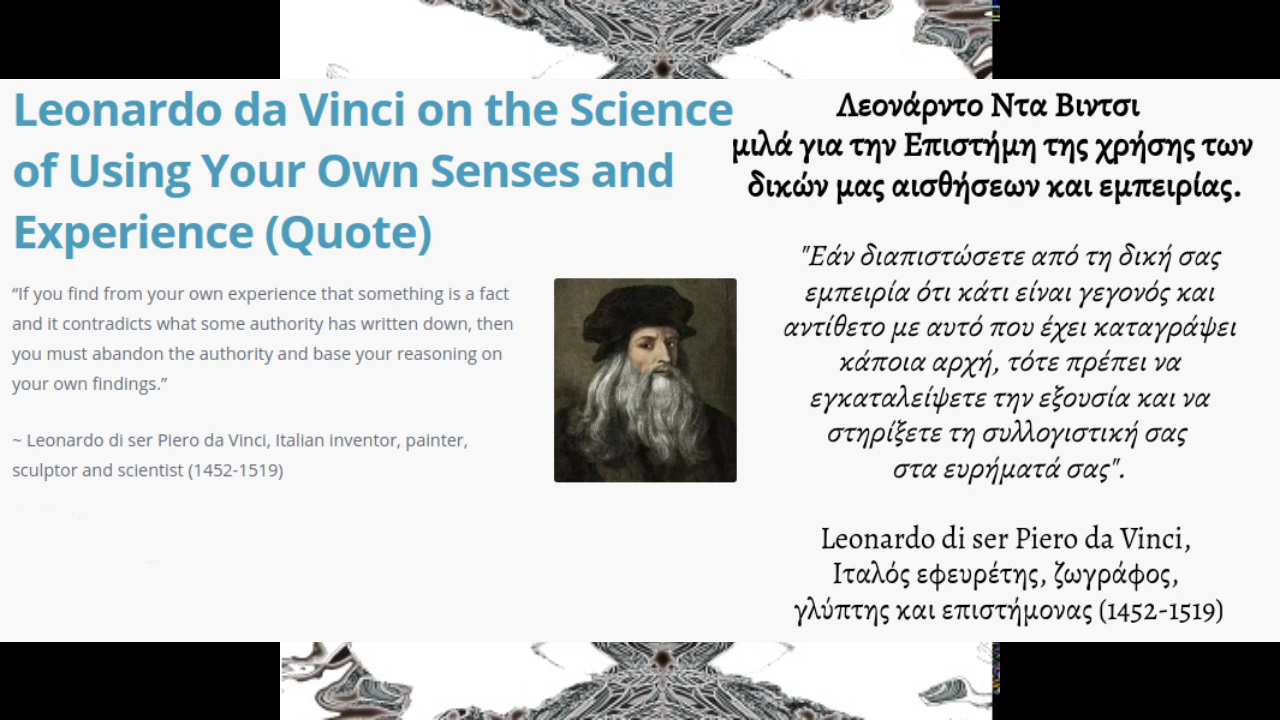 Leonardo da Vinci on the Science
of Using Your Own Senses and
Experience (Quote)
"If you find from your own experience that something is a fact
and it contradicts what some authority has written down, then
you must abandon the authority and base your reasoning on
your own findings.”
~ Leonardo di ser Piero da Vinci, Italian inventor, painter,
sculptor and scientist (1452-1519)
Λεονάρντο Ντα Βιντσι
μιλά για την Επιστήμη της χρήσης των
δικών μας αισθήσεων και εμπειρίας.
"Εάν διαπιστώσετε από τη δική σας
εμπειρία ότι κάτι είναι γεγονός και
αντίθετο με αυτό που έχει καταγράψει
κάποια αρχή, τότε πρέπει να
εγκαταλείψετε την εξουσία και να
στηρίξετε τη συλλογιστική σας
στα ευρήματά σας".
Leonardo di ser Piero da Vinci,
Ιταλός εφευρέτης, ζωγράφος,
γλύπτης και επιστήμονας (1452-1519)